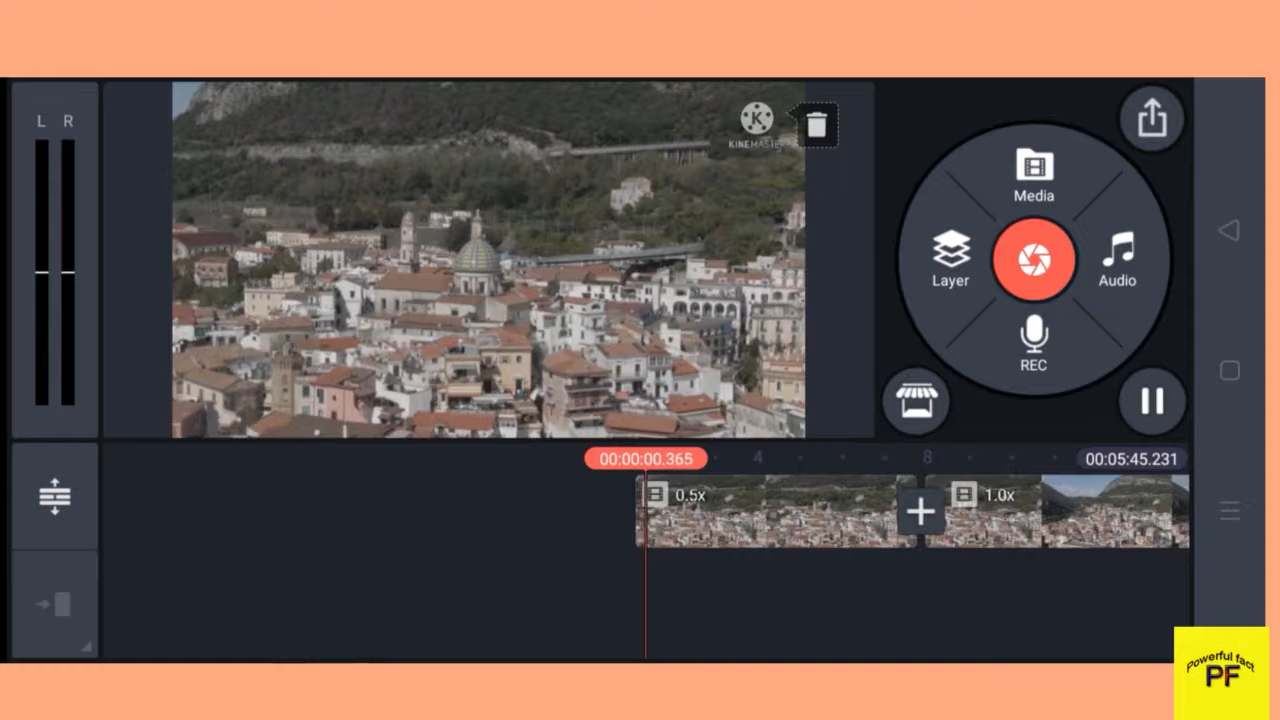 L R
K
KINEMASTER
Media
Layer
Audio
REC
00:00:00.365
4
8
00:05:45.231
0.5x
1.0x
Powerful fact
PF